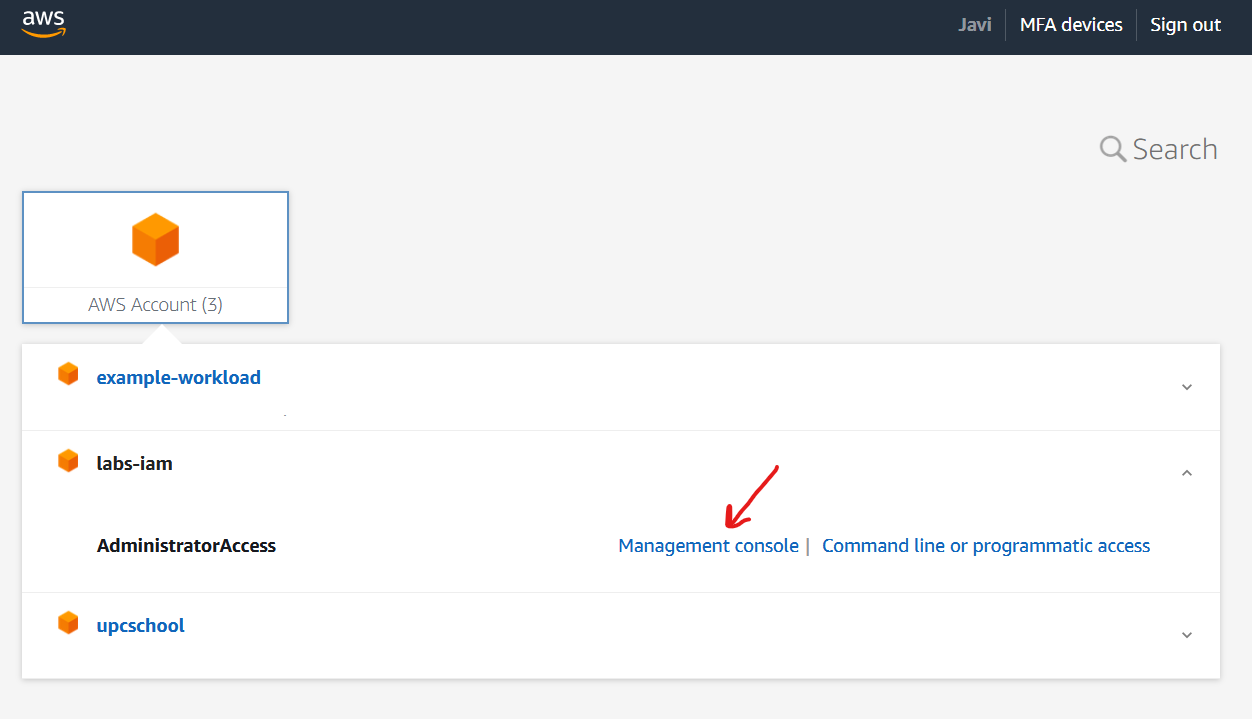 aws
Javi MFA devices Sign out
Search
AWS Account (3)
example-workload
labs-iam
AdministratorAccess Management console | Command line or programmatic access
upcschool